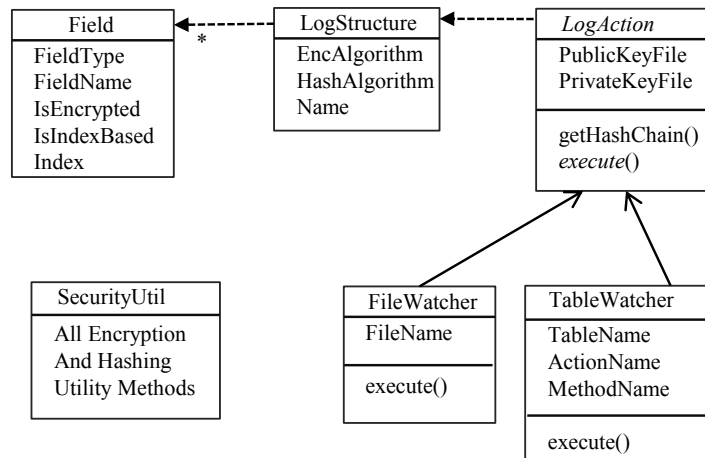 Field
FieldType
FieldName
IsEncrypted
IsIndexBased
Index
*
LogStructure
EncAlgorithm
HashAlgorithm
Name
LogAction
PublicKeyFile
PrivateKeyFile
getHashChain()
execute()
SecurityUtil
All Encryption
And Hashing
Utility Methods
FileWatcher
FileName
execute()
TableWatcher
TableName
ActionName
MethodName
execute()